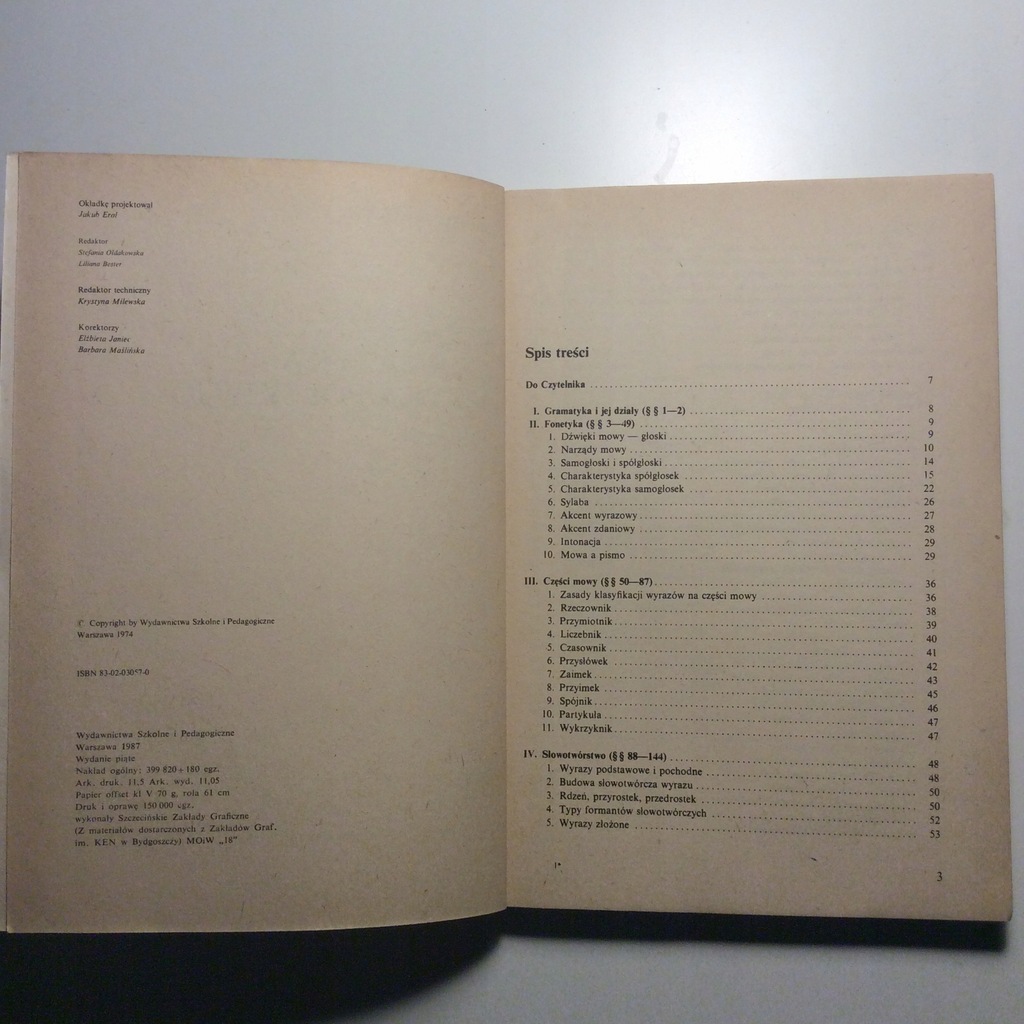 Okładkę projektował
Jakub Erol
Redaktor
Stefania Ołdakowska
Liliana Bester
Redaktor techniczny
Krystyna Milewska
Korektorzy
Elżbieta Janiec
Barbara Maślińska
© Copyright by Wydawnictwa Szkolne i Pedagogiczne
Warszawa 1974
ISBN 83-02-03057-0
Wydawnictwa Szkolne i Pedagogiczne
Warszawa 1987
Wydanie piąte
Nakład ogólny: 399 820+180 egz.
Ark. druk. 11,5 Ark. wyd. 11,05
Papier offset kl V 70 g, rola 61 cm
Druk i oprawę 150 000 egz.
wykonały Szczecińskie Zakłady Graficzne
(Z materiałów dostarczonych z Zakładów Graf.
im. KEN w Bydgoszczy) MOiW „18"
Spis treści
Do Czytelnika 7
I. Gramatyka i jej działy (§ § 1—2) 8
II. Fonetyka (§ § 3—49) 9
1. Dźwięki mowy — głoski 9
2. Narządy mowy 10
3. Samogłoski i spółgłoski 14
4. Charakterystyka spółgłosek 15
5. Charakterystyka samogłosek 22
6. Sylaba 26
7. Akcent wyrazowy 27
8. Akcent zdaniowy 28
9. Intonacja 29
10. Mowa a pismo 29
III. Części mowy (§ § 50—87) 36
1. Zasady klasyfikacji wyrazów na części mowy 36
2. Rzeczownik 38
3. Przymiotnik 39
4. Liczebnik 40
5. Czasownik 41
6. Przysłówek 42
7. Zaimek 43
8. Przyimek 45
9. Spójnik 46
10. Partykuła 47
11. Wykrzyknik 47
IV. Słowotwórstwo (§ § 88—144) 48
1. Wyrazy podstawowe i pochodne 48
2. Budowa słowotwórcza wyrazu 50
3. Rdzeń, przyrostek, przedrostek 50
4. Typy formantów słowotwórczych 52
5. Wyrazy złożone 53
1*
3